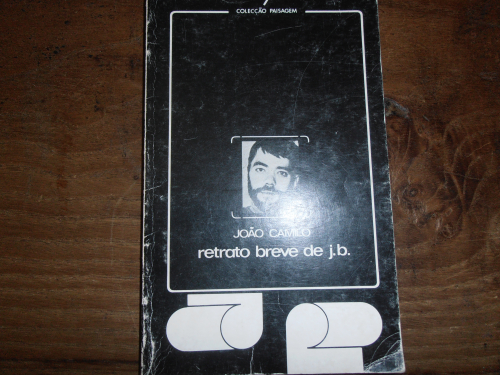 COLECÇÃO PAISAGEM
JOÃO CAMILO
retrato breve de j.b.